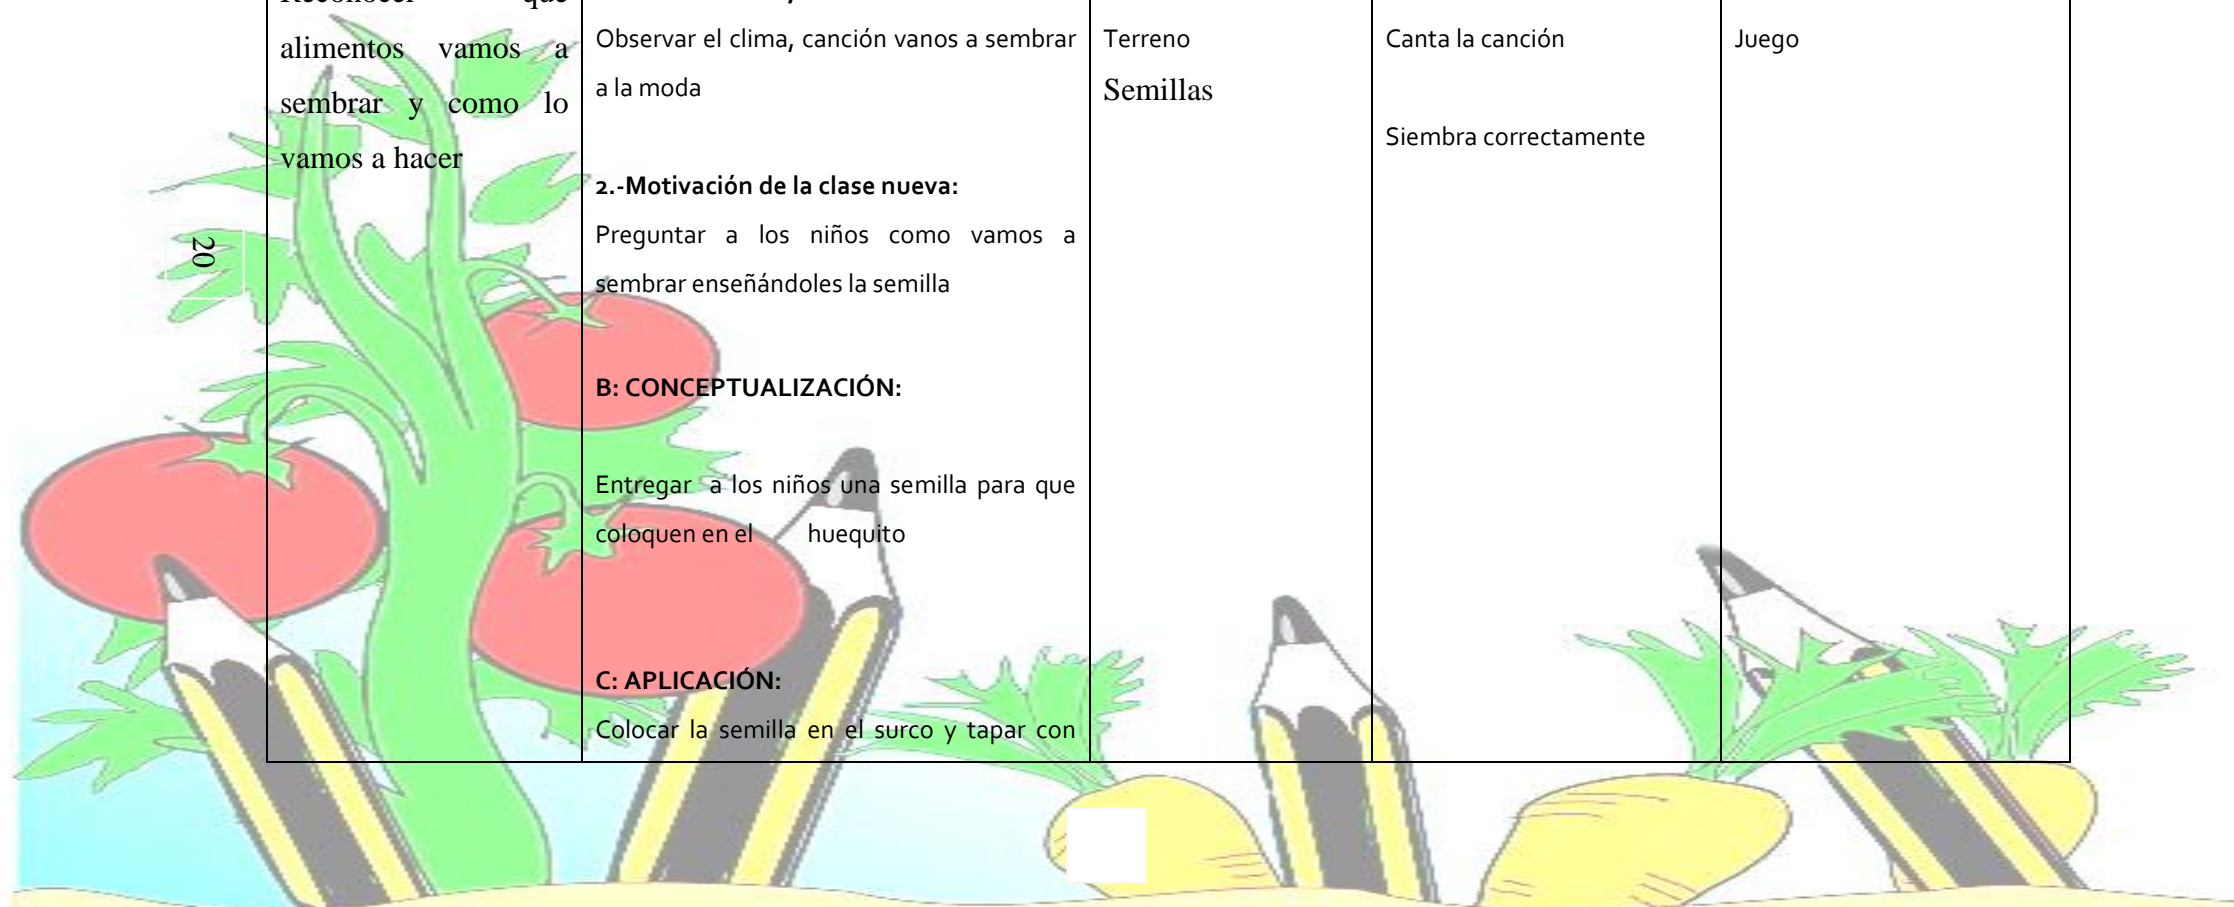 Reconocer que
alimentos vamos a
sembrar y como lo
vamos a hacer
Observar el clima, canción vanos a sembrar
a la moda
2.-Motivación de la clase nueva:
Preguntar a los niños como vamos a
sembrar enseñándoles la semilla
B: CONCEPTUALIZACIÓN:
Entregar a los niños una semilla para que
coloquen en el huequito
C: APLICACIÓN:
Colocar la semilla en el surco y tapar con
Terreno
Semillas
Canta la canción
Siembra correctamente
Juego
20